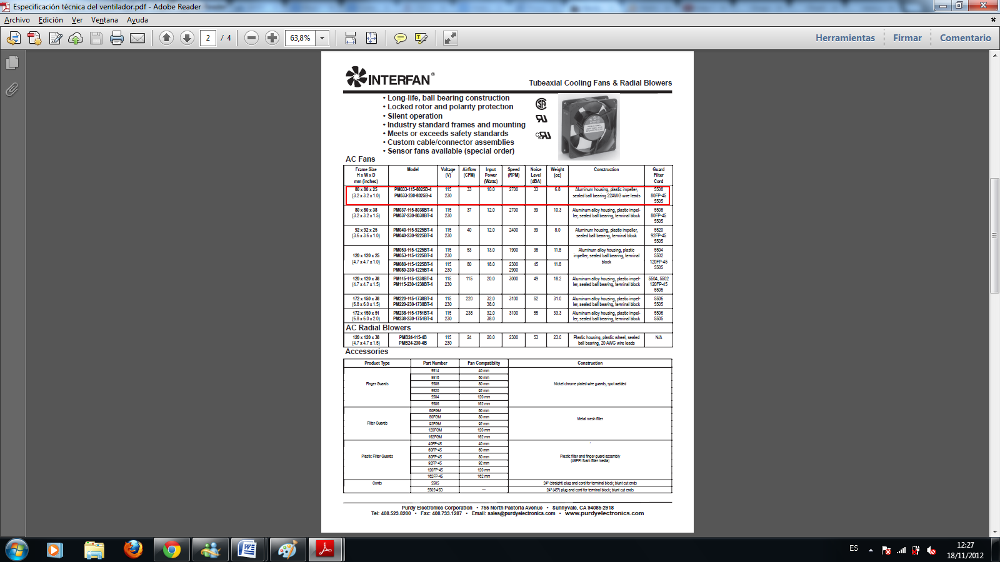 Especificación técnica del ventilador.pdf - Adobe Reader
Archivo Edición Ver Ventana Ayuda
2 / 4 63,8% Herramientas Firmar Comentario
INTERFAN®
Tubeaxial Cooling Fans & Radial Blowers
• Long-life, ball bearing construction
• Locked rotor and polarity protection
• Silent operation
• Industry standard frames and mounting
• Meets or exceeds safety standards
• Custom cable/connector assemblies
• Sensor fans available (special order)
AC Fans
Frame Size Model Voltage Airflow Input Speed Noise Weight Construction Guard
H x W x D (V) (CFM) Power (RPM) Level (oz) Filter
mm (inches) (Watts) (dBA) Cord
80 x 80 x 25 PM033-115-8025B-4 115 33 10.0 2700 33 6.8 Aluminum housing, plastic impeller, 5508
(3.2 x 3.2 x 1.0) PM033-230-8025B-4 230 sealed ball bearing 22AWG wire leads 80FP-45
5505
80 x 80 x 38 PM037-115-8038BT-4 115 37 12.0 2700 39 10.3 Aluminum alloy housing, plastic impel- 5508
(3.2 x 3.2 x 1.5) PM037-230-8038BT-4 230 ler, sealed ball bearing, terminal block 80FP-45
5505
92 x 92 x 25 PM040-115-9225BT-4 115 40 12.0 2400 39 8.0 Aluminum housing, plastic impeller, 5520
(3.6 x 3.6 x 1.0) PM040-230-9225BT-4 230 sealed ball bearing, terminal block 92FP-45
5505
PM053-115-1225BT-4 115 53 13.0 1900 38 11.8 Aluminum alloy housing, plastic 5504
120 x 120 x 25 PM053-115-1225BT-4 230 impeller, sealed ball bearing, terminal 5502
(4.7 x 4.7 x 1.0) PM080-115-1225BT-4 115 80 18.0 2300 45 11.8 block 120FP-45
PM080-230-1225BT-4 230 2900 5505
120 x 120 x 38 PM115-115-1238BT-4 115 115 20.0 3000 49 18.2 Aluminum alloy housing, plastic impel- 5504, 5502
(4.7 x 4.7 x 1.5) PM115-230-1238BT-4 230 ler, sealed ball bearing, terminal block 120FP-45
5505
172 x 150 x 38 PM220-115-1738BT-4 115 220 32.0 3100 52 31.0 Aluminum alloy housing, plastic impel- 5506
(6.8 x 6.0 x 1.5) PM220-230-1738BT-4 230 38.0 ler, sealed ball bearing, terminal block 5505
172 x 150 x 51 PM238-115-1751BT-4 115 238 32.0 3100 55 33.3 Aluminum alloy housing, plastic impel- 5506
(6.8 x 6.0 x 2.0) PM238-230-1751BT-4 230 38.0 ler, sealed ball bearing, terminal block 5505
AC Radial Blowers
120 x 120 x 38 PMB24-115-4B 115 24 20.0 2300 53 23.0 Plastic housing, plastic wheel, sealed N/A
(4.7 x 4.7 x 1.5) PMB24-230-4B 230 ball bearing, 20 AWG wire leads
Accessories
Product Type Part Number Fan Compatibilty Construction
5514 40 mm
5516 60 mm
Finger Guards 5508 80 mm Nickel chrome plated wire guards, spot welded
5520 92 mm
5504 120 mm
5506 162 mm
60FGM 60 mm
80FGM 80 mm Metal mesh filter
Filter Guards 92FGM 92 mm
120FGM 120 mm
162FGM 162 mm
40FP-45 40 mm
60FP-45 60 mm
Plastic Filter Guards 80FP-45 80 mm Plastic filter and finger guard assembly
92FP-45 92 mm (45PPI foam filter media)
120FP-45 120 mm
162FP-45 162 mm
Cords 5505 24" (straight) plug and cord for terminal block; blunt cut ends
5505-45D — 24" (45º) plug and cord for terminal block; blunt cut ends
Purdy Electronics Corporation • 755 North Pastoria Avenue • Sunnyvale, CA 94085-2918
Tel: 408.523.8200 • Fax: 408.733.1287 • Email: sales@purdyelectronics.com • www.purdyelectronics.com
ES 12:27
18/11/2012